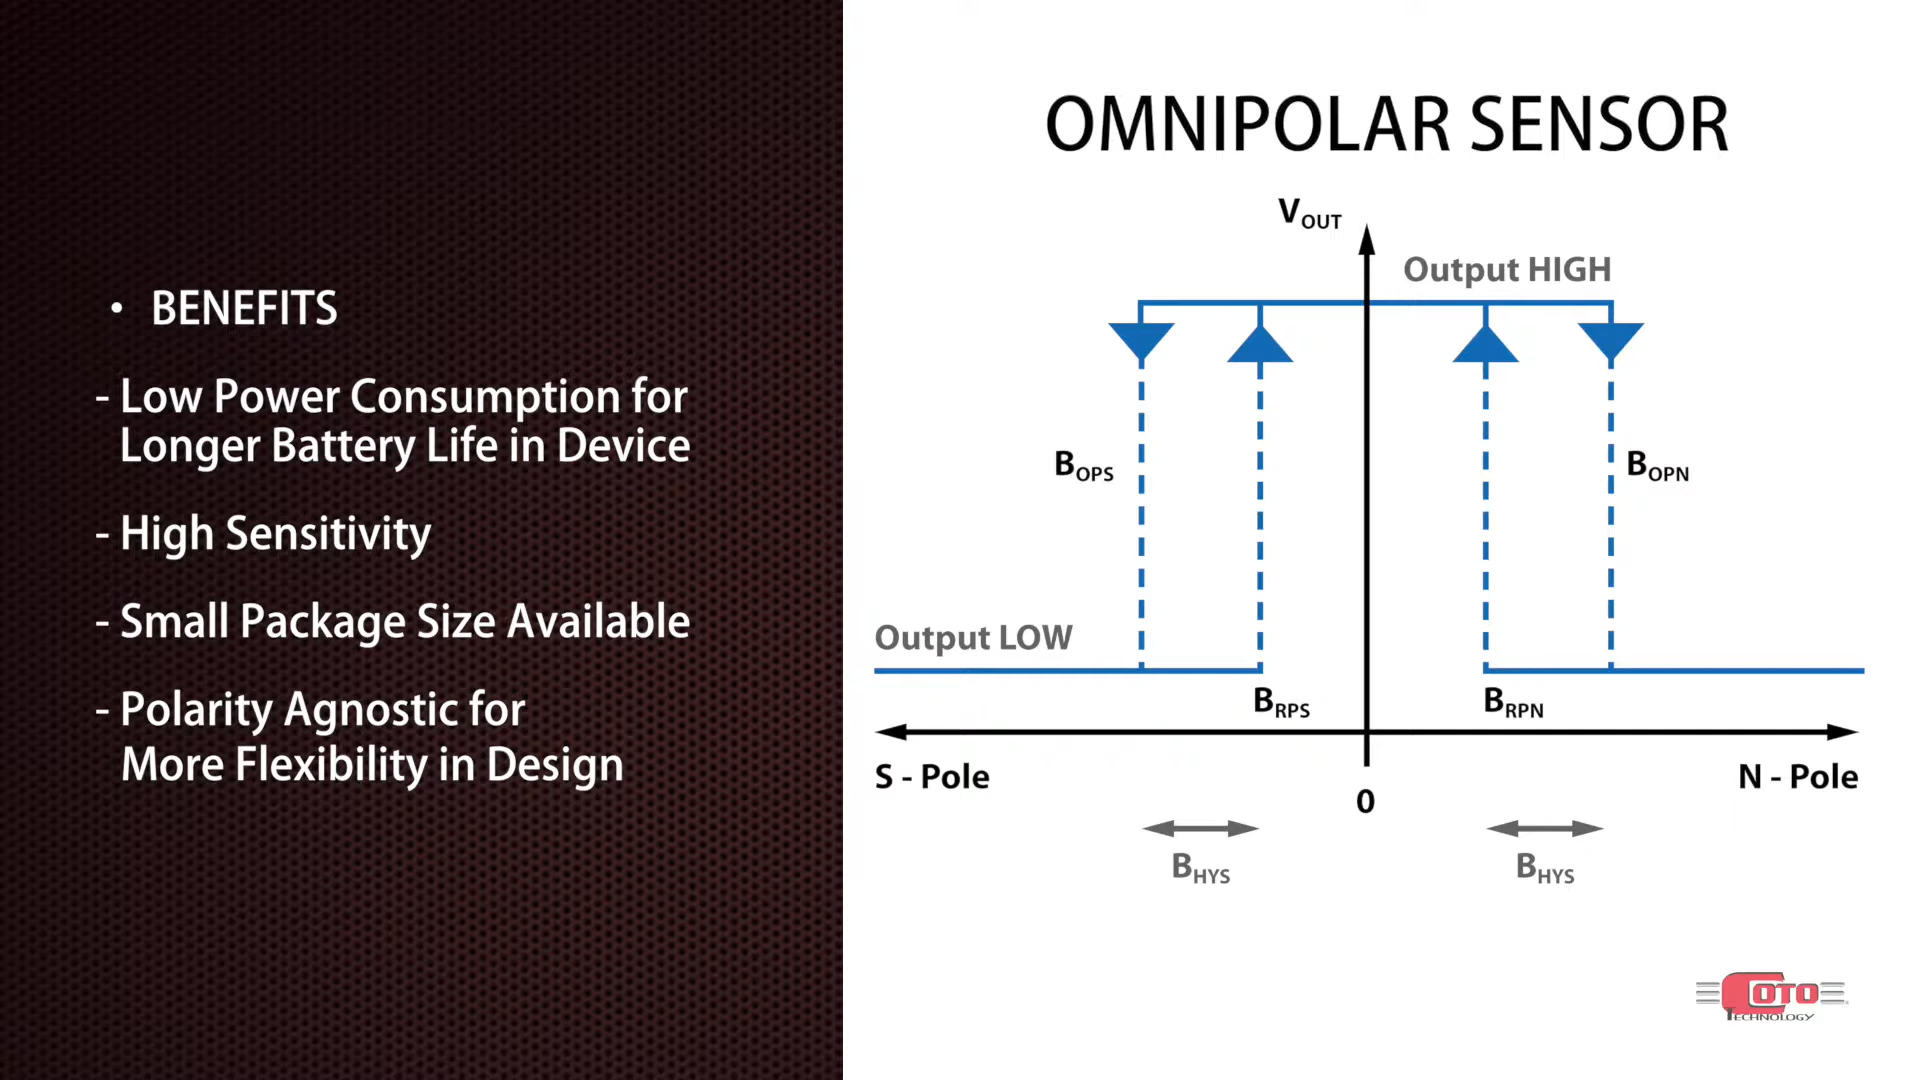 • BENEFITS
- Low Power Consumption for
Longer Battery Life in Device
- High Sensitivity
- Small Package Size Available
- Polarity Agnostic for
More Flexibility in Design
OMNIPOLAR SENSOR
VOUT
Output HIGH
BOPS
BOPN
Output LOW
BRPS
BRPN
S - Pole
N - Pole
0
BHYS
BHYS
COTO
TECHNOLOGY